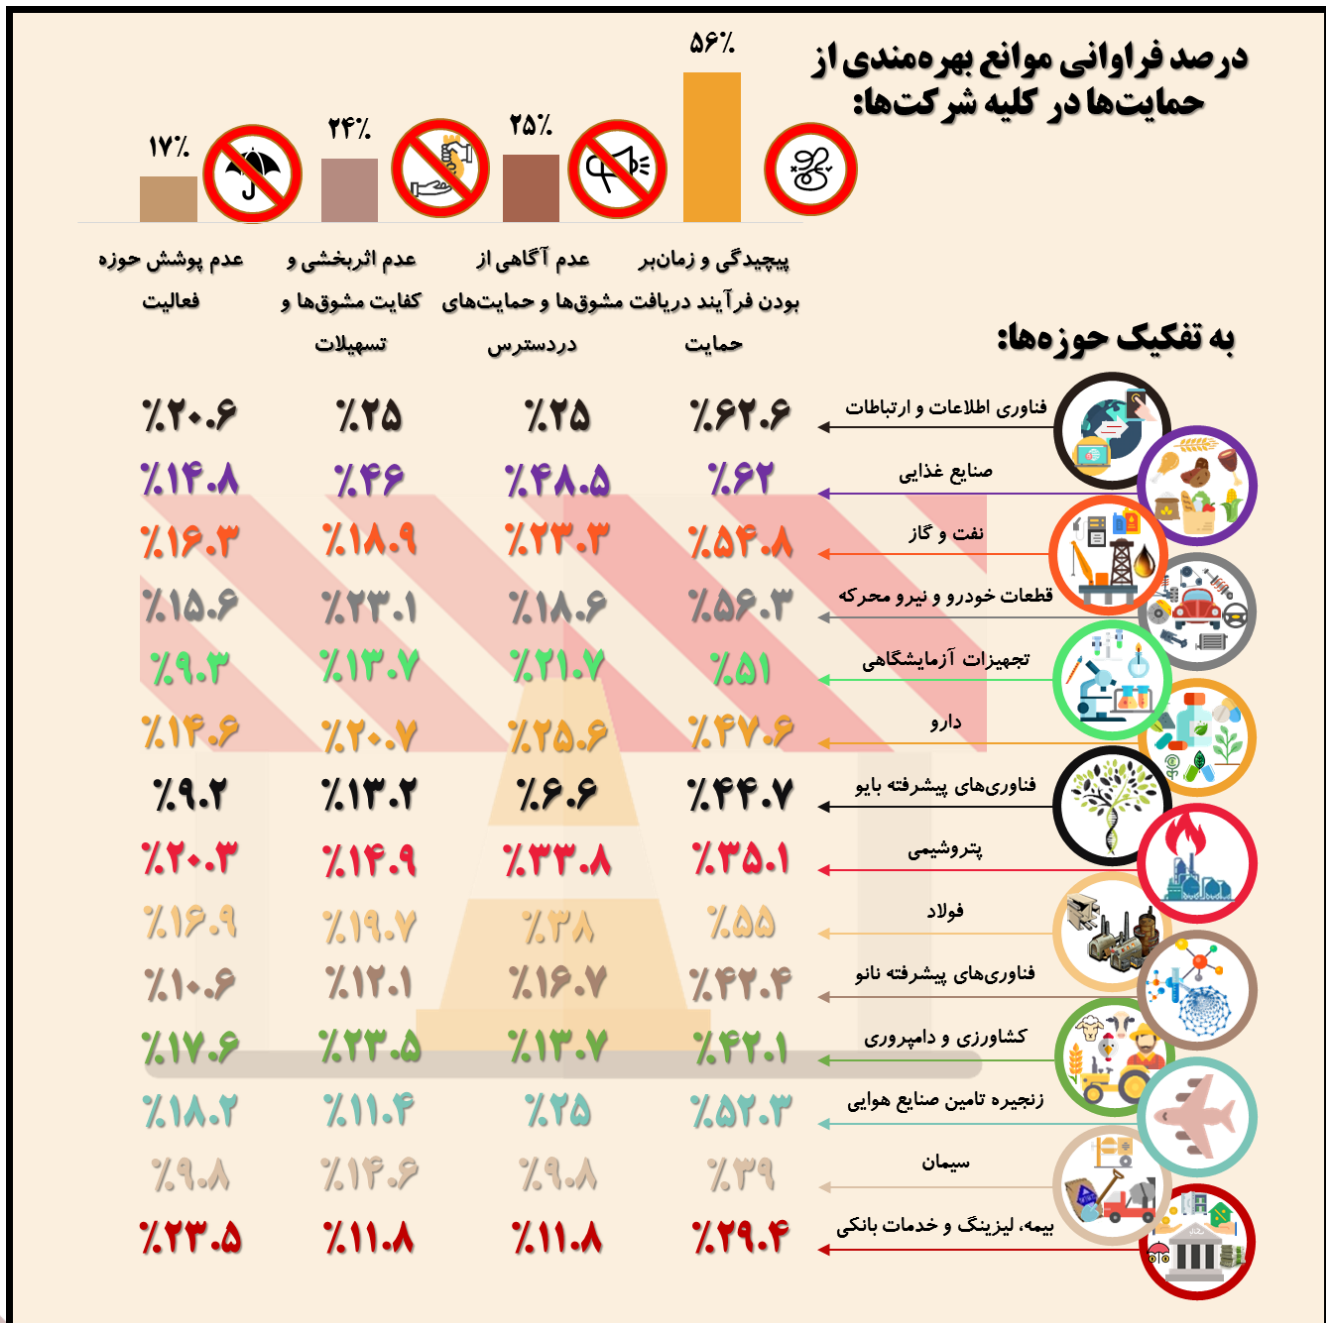 درصد فراوانی موانع بهره‌مندی از
حمایت‌ها در کلیه شرکت‌ها:
۵۶٪
۲۵٪
۲۴٪
۱۷٪
پیچیدگی و زمان‌بر
بودن فرآیند دریافت
حمایت
عدم آگاهی از
مشوق‌ها و حمایت‌های
دردسترس
عدم اثربخشی و
کفایت مشوق‌ها و
تسهیلات
عدم پوشش حوزه
فعالیت
به تفکیک حوزه‌ها:
فناوری اطلاعات و ارتباطات ٪۶۲.۶ ٪۲۵ ٪۲۵ ٪۲۰.۶
صنایع غذایی ٪۶۲ ٪۴۸.۵ ٪۴۶ ٪۱۴.۸
نفت و گاز ٪۵۴.۸ ٪۲۳.۳ ٪۱۸.۹ ٪۱۶.۳
قطعات خودرو و نیرو محرکه ٪۵۶.۳ ٪۱۸.۶ ٪۲۳.۱ ٪۱۵.۶
تجهیزات آزمایشگاهی ٪۵۱ ٪۲۱.۷ ٪۱۳.۷ ٪۹.۳
دارو ٪۴۷.۶ ٪۲۵.۶ ٪۲۰.۷ ٪۱۴.۶
فناوری‌های پیشرفته بایو ٪۴۴.۷ ٪۶.۶ ٪۱۳.۲ ٪۹.۲
پتروشیمی ٪۳۵.۱ ٪۳۳.۸ ٪۱۴.۹ ٪۲۰.۳
فولاد ٪۵۵ ٪۳۸ ٪۱۹.۷ ٪۱۶.۹
فناوری‌های پیشرفته نانو ٪۴۲.۴ ٪۱۶.۷ ٪۱۲.۱ ٪۱۰.۶
کشاورزی و دامپروری ٪۴۲.۱ ٪۱۳.۷ ٪۲۳.۵ ٪۱۷.۶
زنجیره تامین صنایع هوایی ٪۵۲.۳ ٪۲۵ ٪۱۱.۴ ٪۱۸.۲
سیمان ٪۳۹ ٪۹.۸ ٪۱۴.۶ ٪۹.۸
بیمه، لیزینگ و خدمات بانکی ٪۲۹.۴ ٪۱۱.۸ ٪۱۱.۸ ٪۲۳.۵